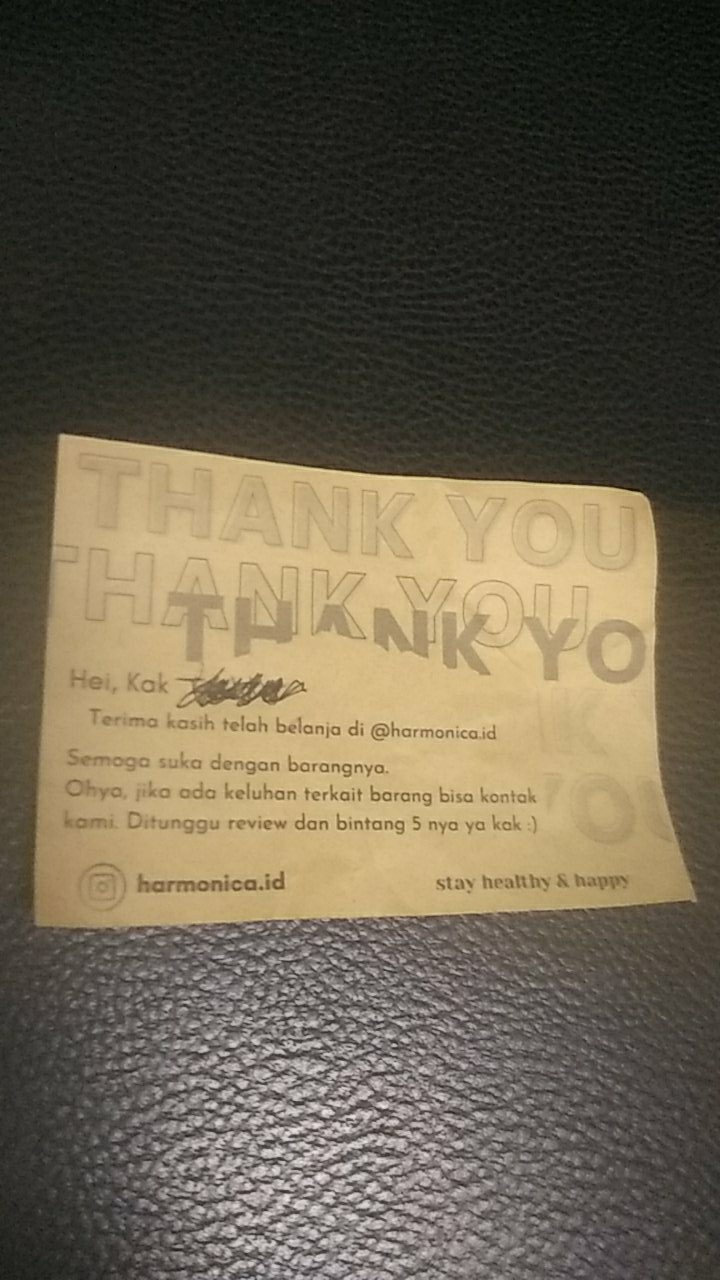 THANK YOU
THANK YOU
THANK YO
Hei, Kak
Terima kasih telah belanja di @harmonica.id
Semoga suka dengan barangnya.
Ohya, jika ada keluhan terkait barang bisa kontak
kami. Ditunggu review dan bintang 5 nya ya kak :)
harmonica.id
stay healthy & happy